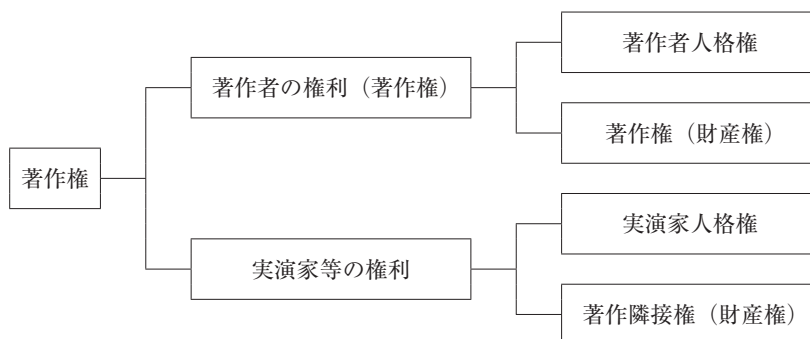 著作権
著作者の権利（著作権）
著作者人格権
著作権（財産権）
実演家等の権利
実演家人格権
著作隣接権（財産権）